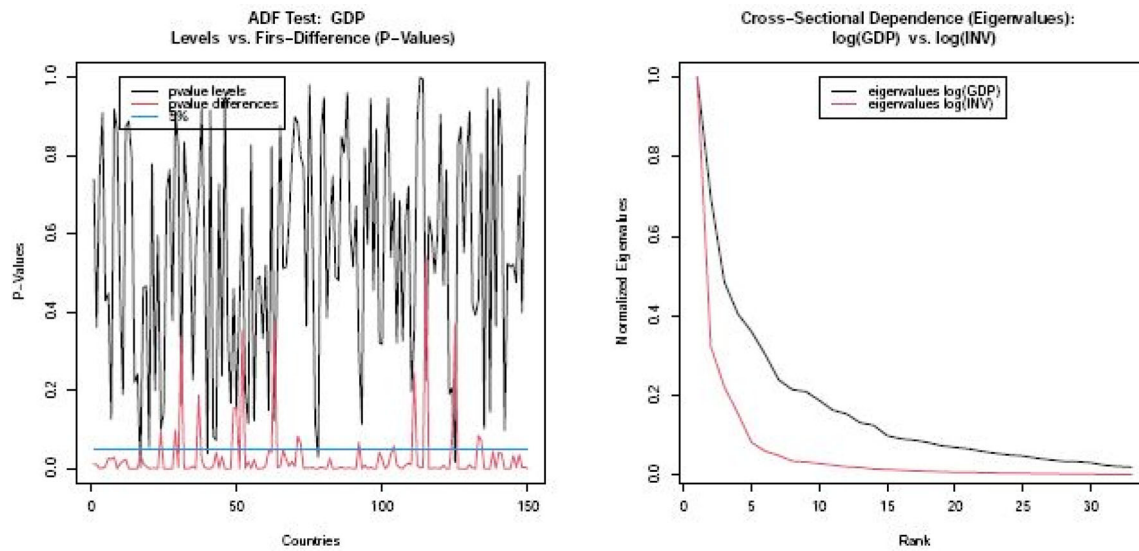 ADF Test: GDP
Levels vs. Firs-Difference (P-Values)
pvalue levels
pvalue differences
5%
P-Values
1.0
0.8
0.6
0.4
0.2
0.0
0
50
100
150
Countries
Cross-Sectional Dependence (Eigenvalues):
log(GDP) vs. log(INV)
eigenvalues log(GDP)
eigenvalues log(INV)
Normalized Eigenvalues
1.0
0.8
0.6
0.4
0.2
0.0
0
5
10
15
20
25
30
Rank